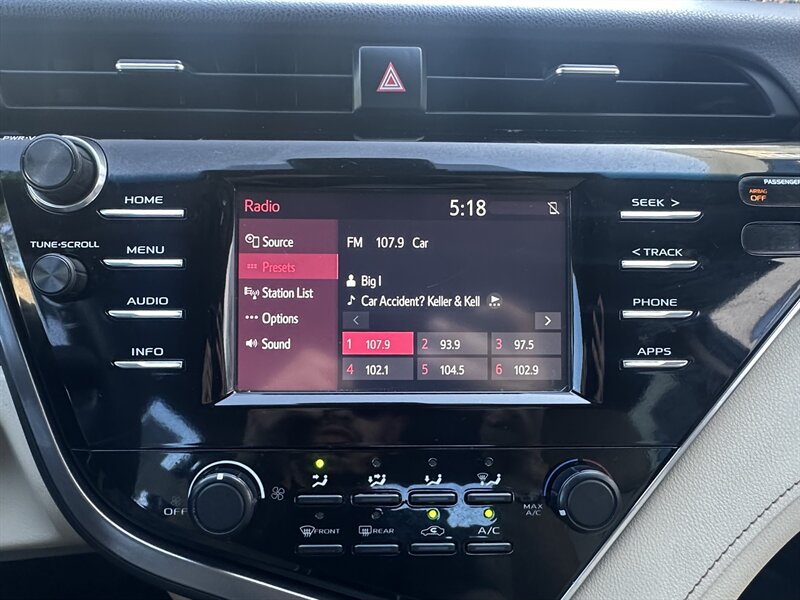 PWR•V
HOME
TUNE•SCROLL
MENU
AUDIO
INFO
Radio
5:18
Source
Presets
Station List
Options
Sound
FM 107.9 Car
Big I
Car Accident? Keller & Kell
< >
1 107.9 2 93.9 3 97.5
4 102.1 5 104.5 6 102.9
SEEK >
< TRACK
PHONE
APPS
PASSENGER
AIRBAG
OFF
OFF
MAX
A/C
/FRONT
/REAR
A/C